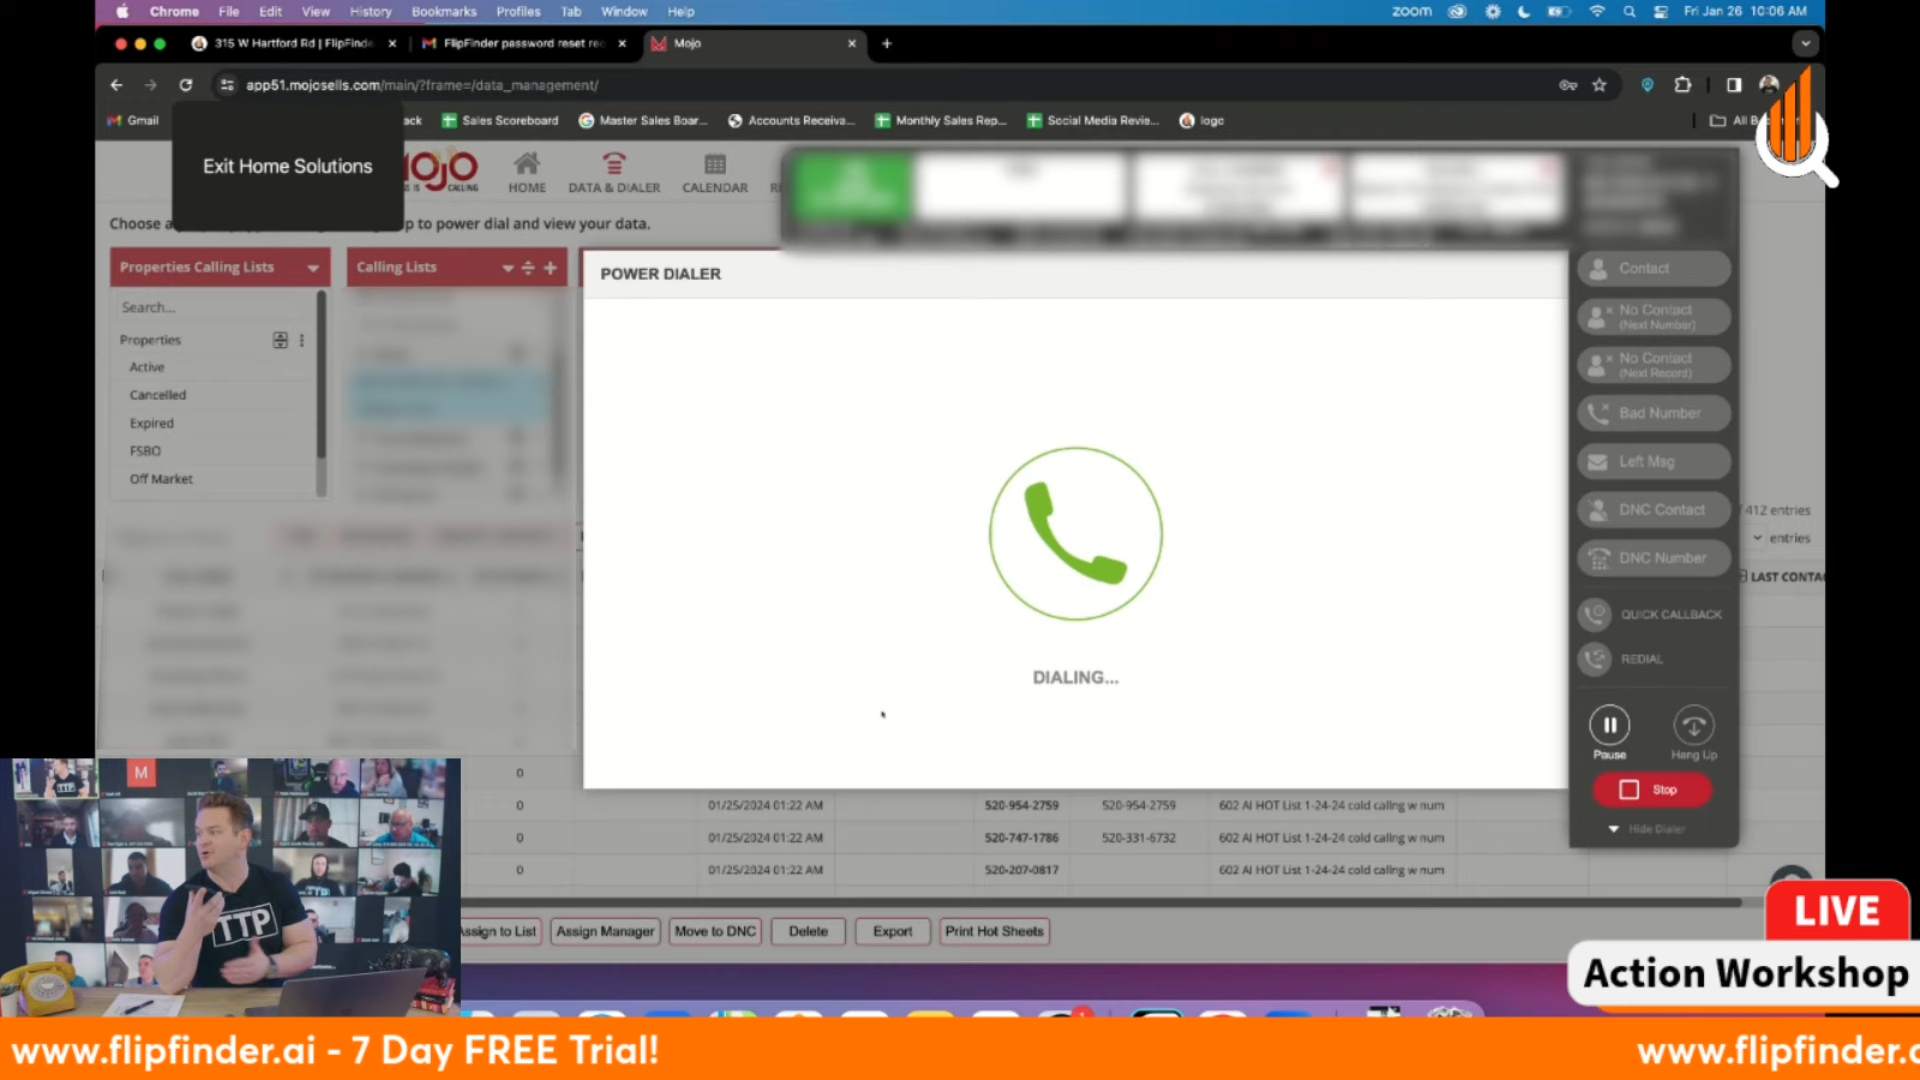 Chrome File Edit View History Bookmarks Profiles Tab Window Help
zoom Fri Jan 26 10:06 AM
315 W Hartford Rd | FlipFinde
FlipFinder password reset rec
Mojo
app51.mojosells.com/main/?frame=/data_management/
Gmail
ack
Sales Scoreboard
Master Sales Boar...
Accounts Receiva...
Monthly Sales Rep...
Social Media Revie...
logo
All B
Exit Home Solutions
mojo
IS CALLING
HOME
DATA & DIALER
CALENDAR
Choose a
p to power dial and view your data.
Properties Calling Lists
Calling Lists
Search...
Properties
Active
Cancelled
Expired
FSBO
Off Market
POWER DIALER
DIALING...
Contact
No Contact
(Next Number)
No Contact
(Next Record)
Bad Number
Left Msg
DNC Contact
DNC Number
QUICK CALLBACK
REDIAL
Pause
Hang Up
Stop
Hide Dialer
412 entries
entries
LAST CONTA
0
0 01/25/2024 01:22 AM 520-954-2759 520-954-2759 602 AI HOT List 1-24-24 cold calling w num
0 01/25/2024 01:22 AM 520-747-1786 520-331-6732 602 AI HOT List 1-24-24 cold calling w num
0 01/25/2024 01:22 AM 520-207-0817 602 AI HOT List 1-24-24 cold calling w num
Assign to List
Assign Manager
Move to DNC
Delete
Export
Print Hot Sheets
M
TTP
LIVE
Action Workshop
www.flipfinder.ai - 7 Day FREE Trial!
www.flipfinder.a